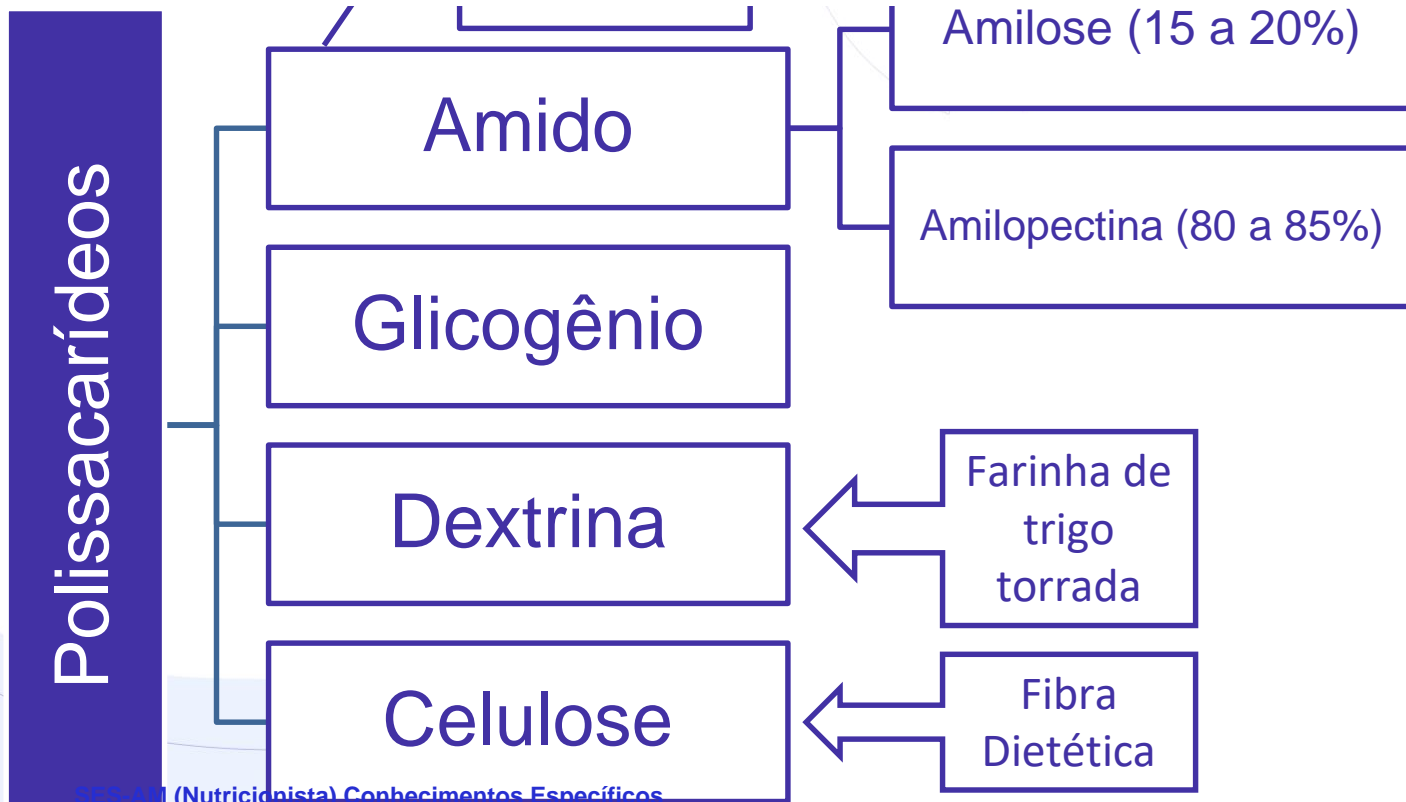 Polissacarídeos
Amido
Amilose (15 a 20%)
Amilopectina (80 a 85%)
Glicogênio
Dextrina
Farinha de
trigo
torrada
Celulose
Fibra
Dietética
SES-AM (Nutricionista) Conhecimentos Específicos